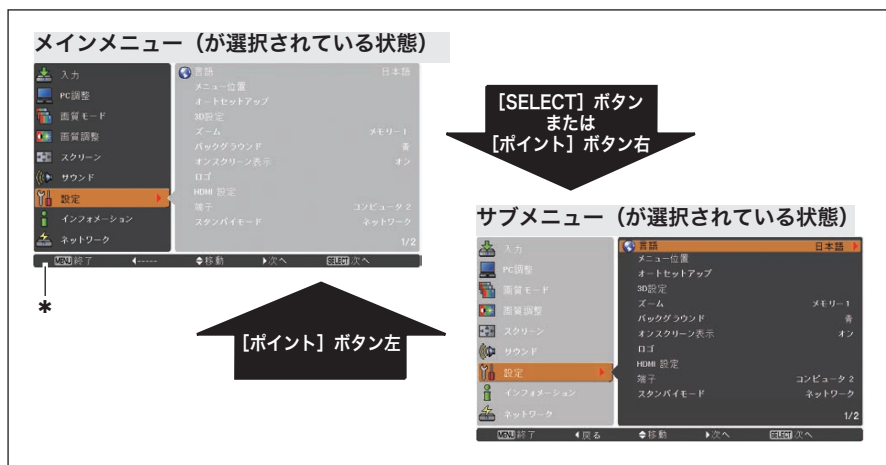 メインメニュー（が選択されている状態）
入力
PC調整
画質モード
画質調整
スクリーン
サウンド
設定
インフォメーション
ネットワーク
言語 日本語
メニュー位置
オートセットアップ
3D設定
ズーム メモリー 1
バックグラウンド 青
オンスクリーン表示 オン
ロゴ
HDMI 設定
端子 コンピュータ 2
スタンバイモード ネットワーク
1/2
MENU 終了 ----- 移動 次へ SELECT 次へ
*
［SELECT］ボタン
または
［ポイント］ボタン右
［ポイント］ボタン左
サブメニュー（が選択されている状態）
入力
PC調整
画質モード
画質調整
スクリーン
サウンド
設定
インフォメーション
ネットワーク
言語 日本語
メニュー位置
オートセットアップ
3D設定
ズーム メモリー 1
バックグラウンド 青
オンスクリーン表示 オン
ロゴ
HDMI 設定
端子 コンピュータ 2
スタンバイモード ネットワーク
1/2
MENU 終了 戻る 移動 次へ SELECT 次へ